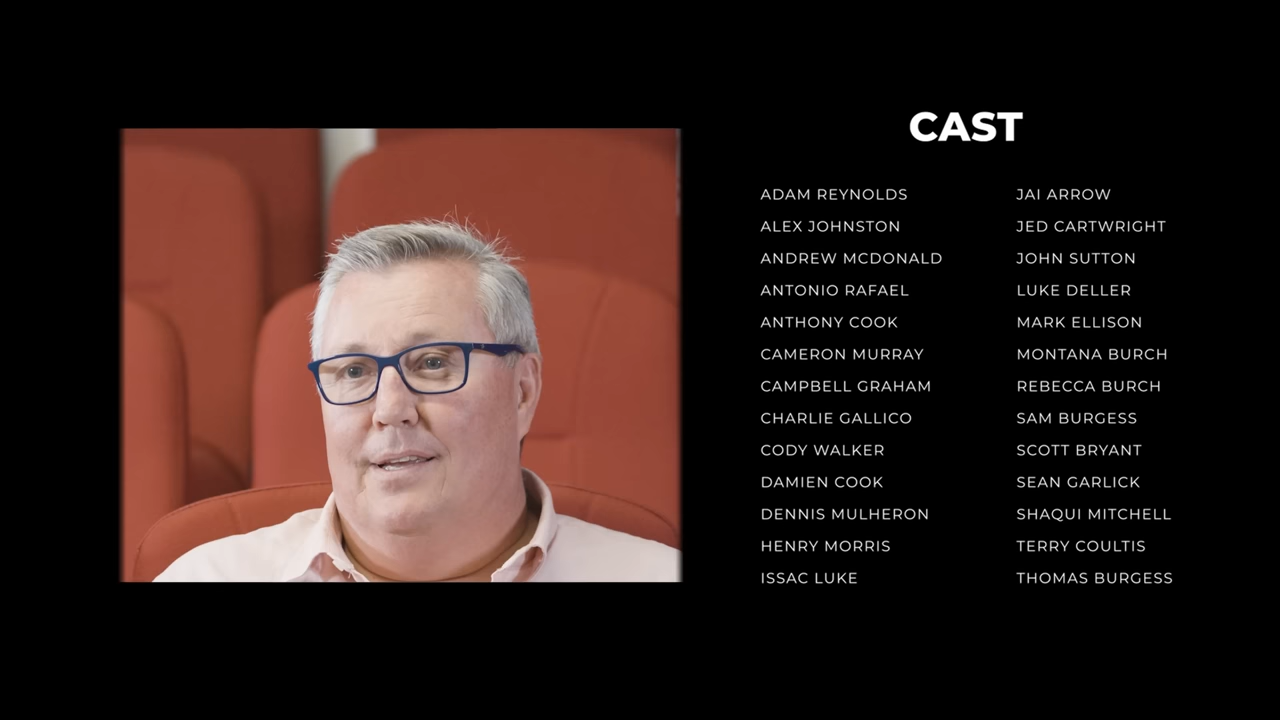 CAST
ADAM REYNOLDS
ALEX JOHNSTON
ANDREW MCDONALD
ANTONIO RAFAEL
ANTHONY COOK
CAMERON MURRAY
CAMPBELL GRAHAM
CHARLIE GALLICO
CODY WALKER
DAMIEN COOK
DENNIS MULHERON
HENRY MORRIS
ISSAC LUKE
JAI ARROW
JED CARTWRIGHT
JOHN SUTTON
LUKE DELLER
MARK ELLISON
MONTANA BURCH
REBECCA BURCH
SAM BURGESS
SCOTT BRYANT
SEAN GARLICK
SHAQUI MITCHELL
TERRY COULTIS
THOMAS BURGESS